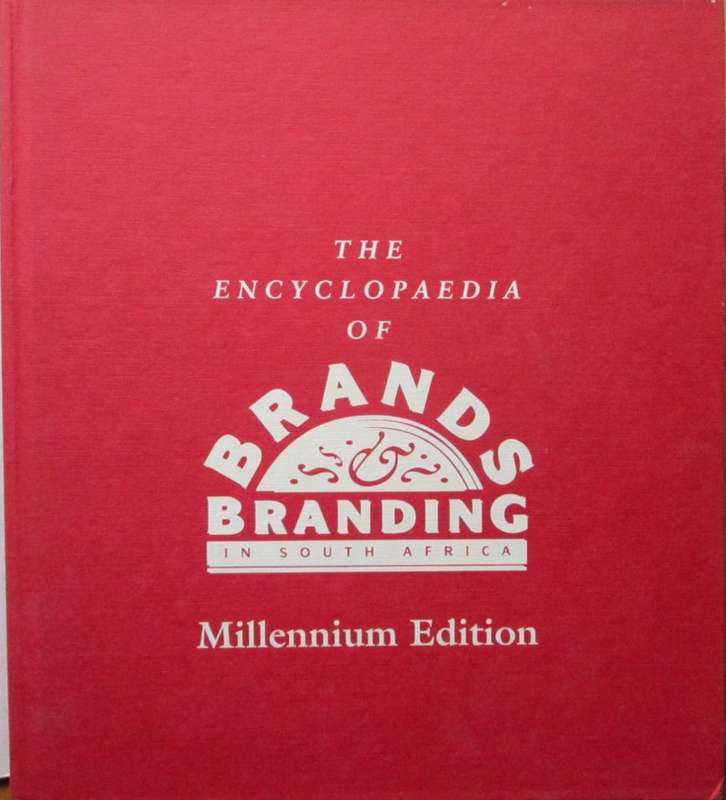 THE
ENCYCLOPAEDIA
OF
BRANDS
&
BRANDING
IN SOUTH AFRICA
Millennium Edition